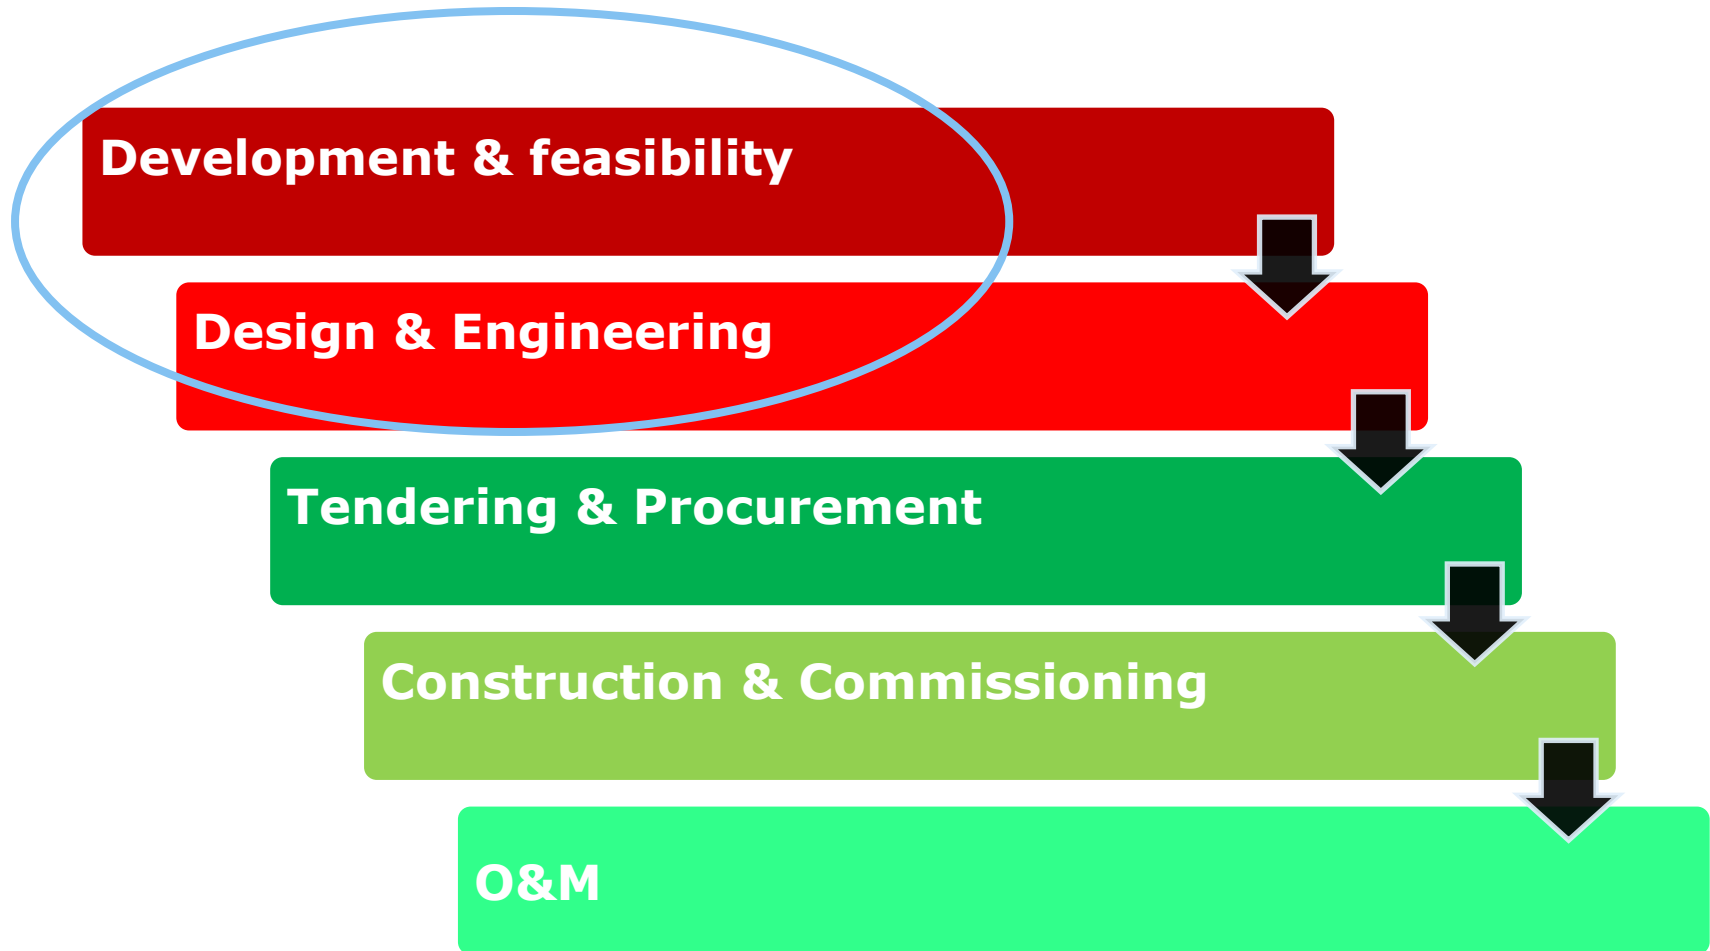 Development & feasibility
Design & Engineering
Tendering & Procurement
Construction & Commissioning
O&M